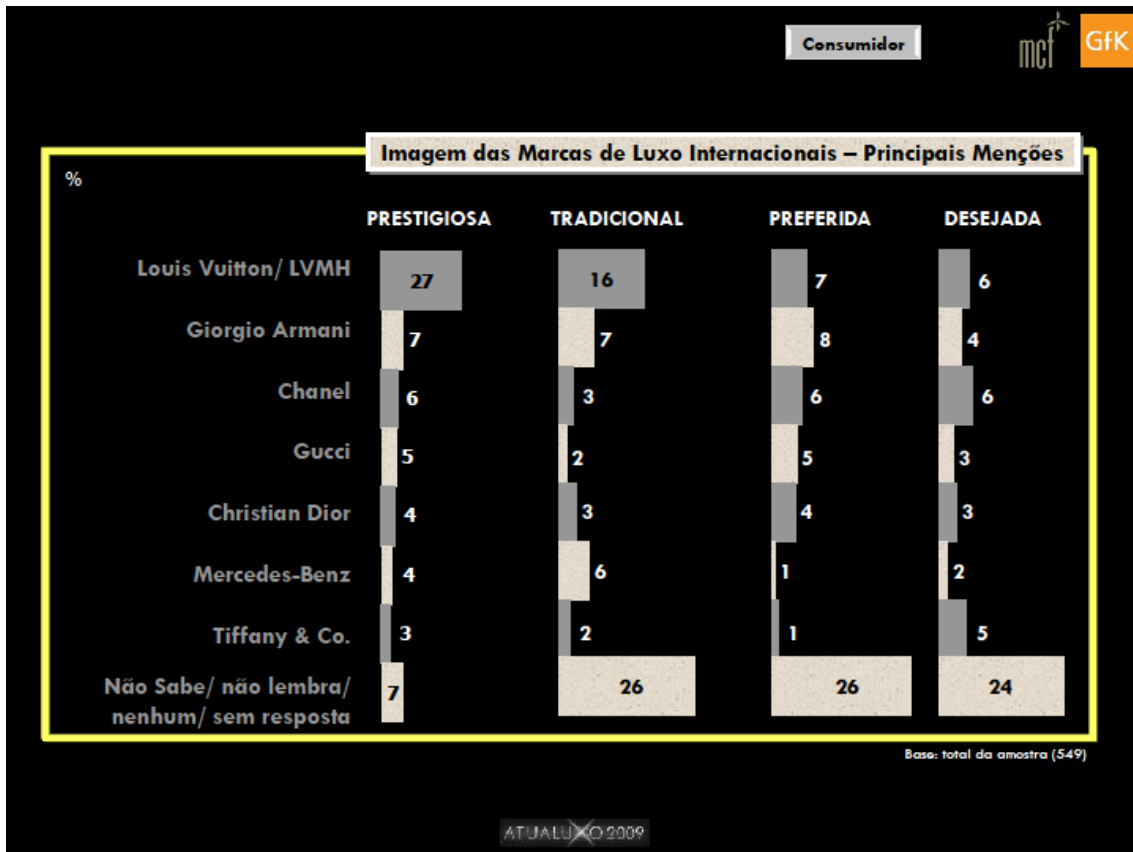 Consumidor
mcf
GfK
Imagem das Marcas de Luxo Internacionais – Principais Menções
%
PRESTIGIOSA TRADICIONAL PREFERIDA DESEJADA
Louis Vuitton/ LVMH 27 16 7 6
Giorgio Armani 7 7 8 4
Chanel 6 3 6 6
Gucci 5 2 5 3
Christian Dior 4 3 4 3
Mercedes-Benz 4 6 1 2
Tiffany & Co. 3 2 1 5
Não Sabe/ não lembra/ 7 26 26 24
nenhum/ sem resposta
Base: total da amostra (549)
ATUALUXO 2009